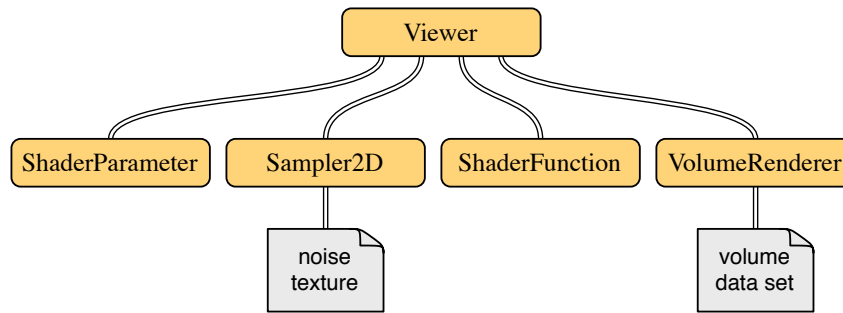 Viewer
ShaderParameter
Sampler2D
ShaderFunction
VolumeRenderer
noise
texture
volume
data set